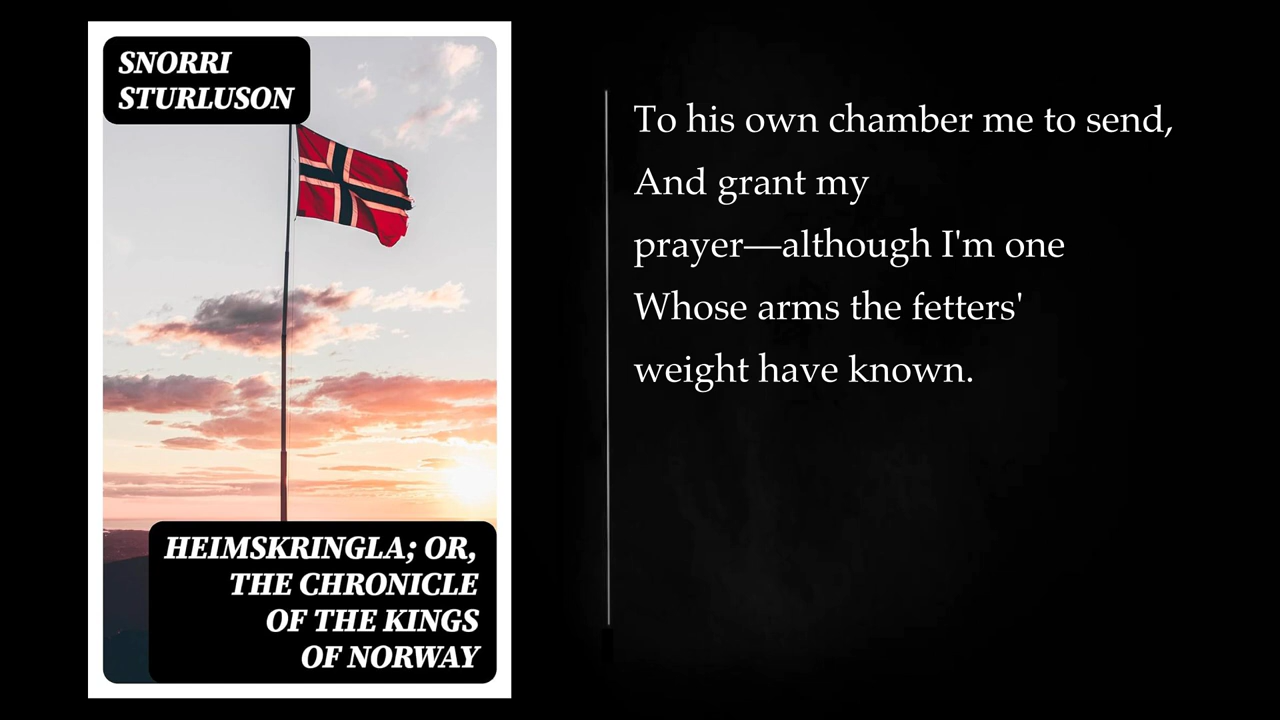 SNORRI
STURLUSON
HEIMSKRINGLA; OR,
THE CHRONICLE
OF THE KINGS
OF NORWAY
To his own chamber me to send,
And grant my
prayer—although I'm one
Whose arms the fetters'
weight have known.